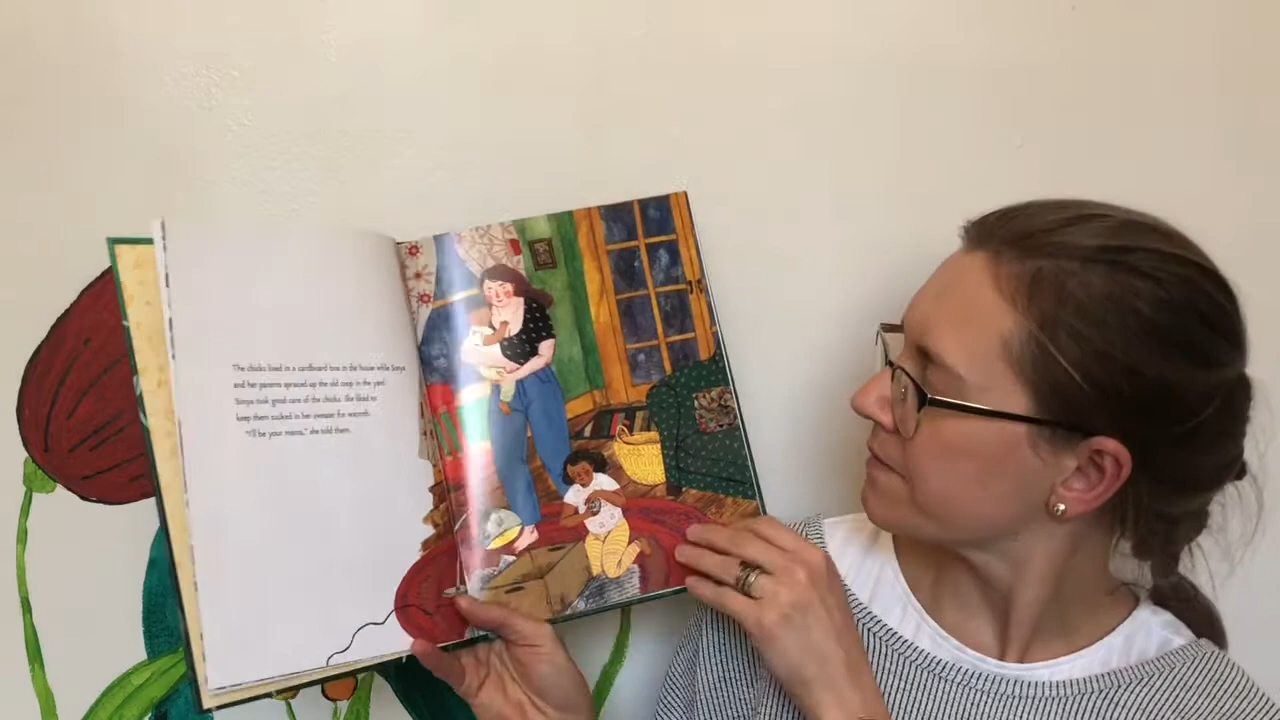 The chicks lived in a cardboard box in the house while Sonya
and her parents spruced up the old coop in the yard.
Sonya took good care of the chicks. She liked to
keep them tucked in her sweater for warmth.
"I'll be your mama," she told them.